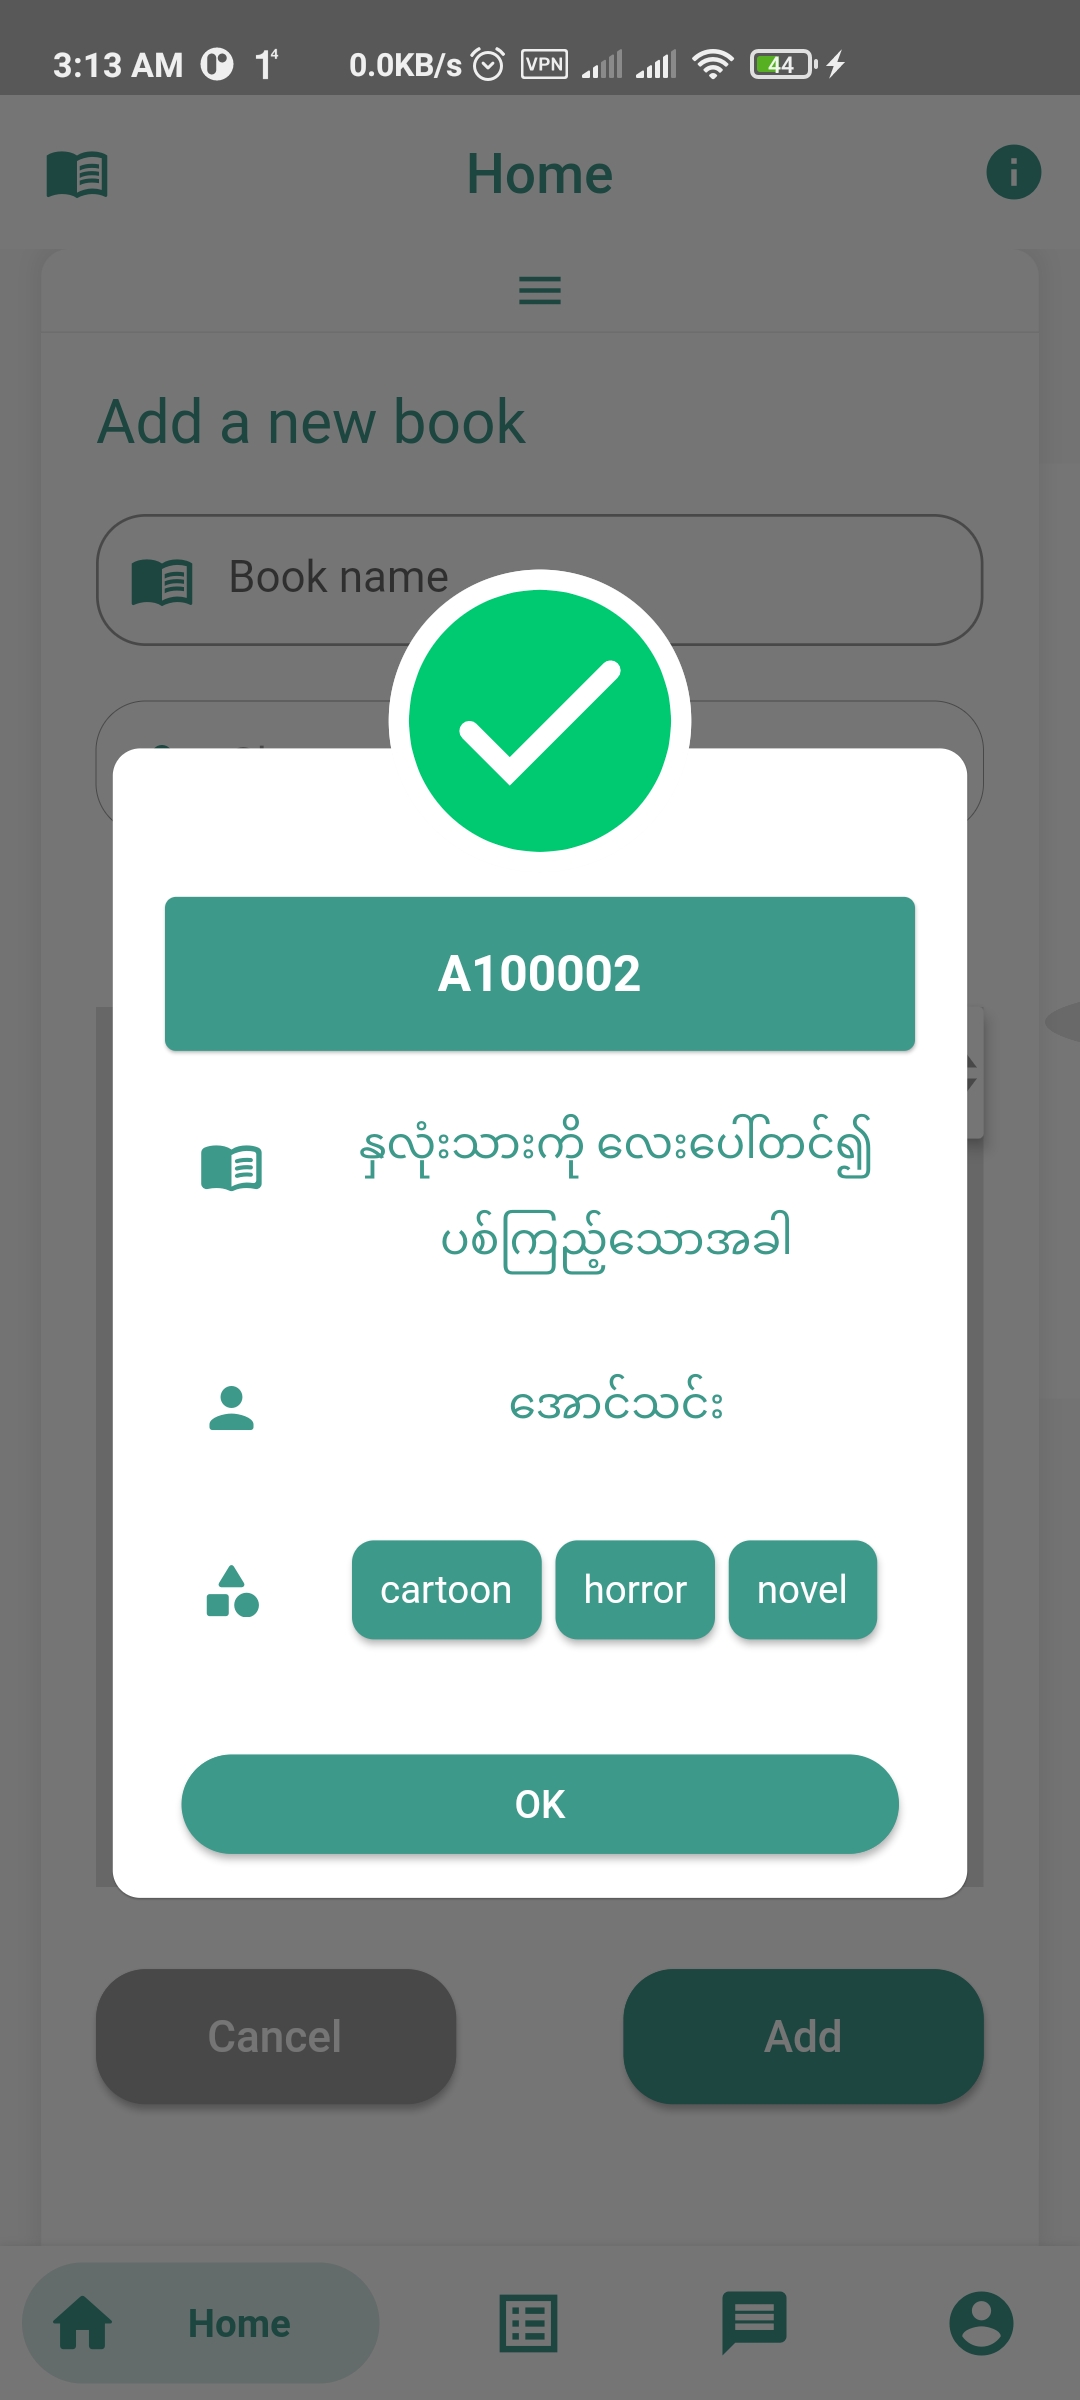 3:13 AM 0.0KB/s VPN 44
Home
Add a new book
Book name
A100002
နှလုံးသားကို လေးပေါ်တင်၍
ပစ်ကြည့်သောအခါ
အောင်သင်း
cartoon horror novel
OK
Cancel Add
Home